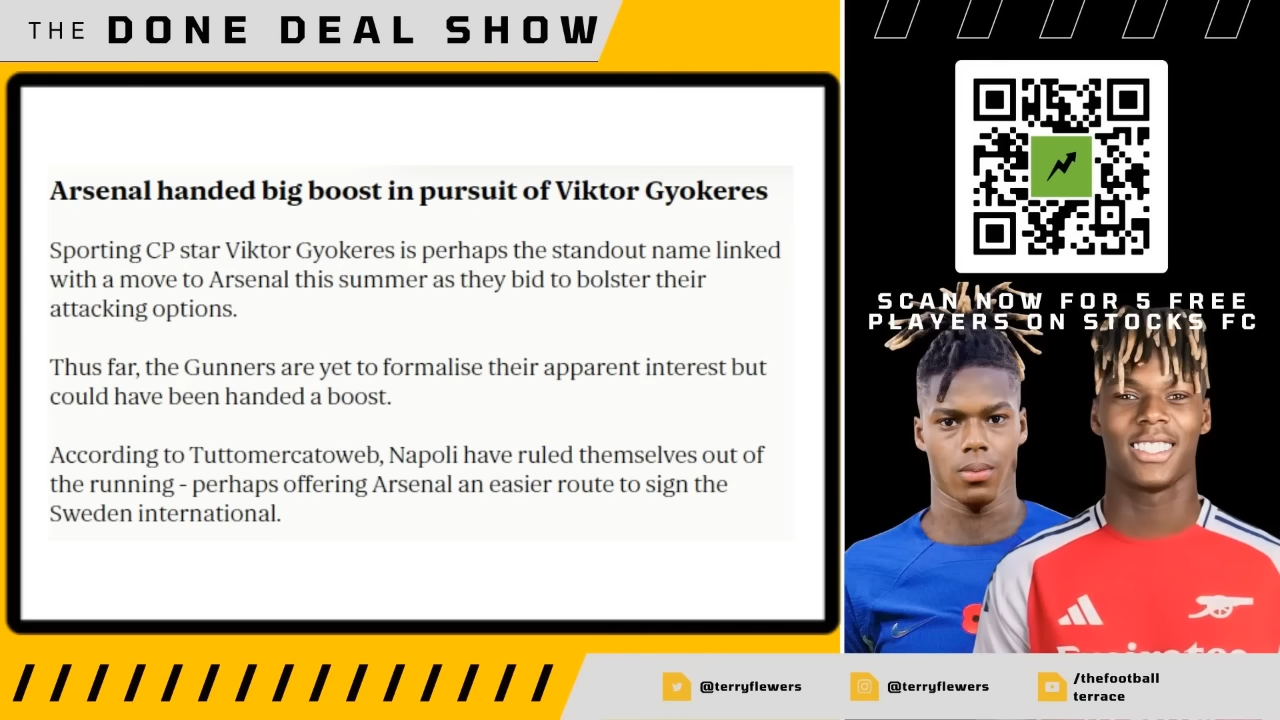 THE DONE DEAL SHOW
Arsenal handed big boost in pursuit of Viktor Gyokeres
Sporting CP star Viktor Gyokeres is perhaps the standout name linked
with a move to Arsenal this summer as they bid to bolster their
attacking options.
Thus far, the Gunners are yet to formalise their apparent interest but
could have been handed a boost.
According to Tuttomercatoweb, Napoli have ruled themselves out of
the running - perhaps offering Arsenal an easier route to sign the
Sweden international.
SCAN NOW FOR 5 FREE
PLAYERS ON STOCKS FC
Emirates
@terryflewers
@terryflewers
/thefootball
terrace